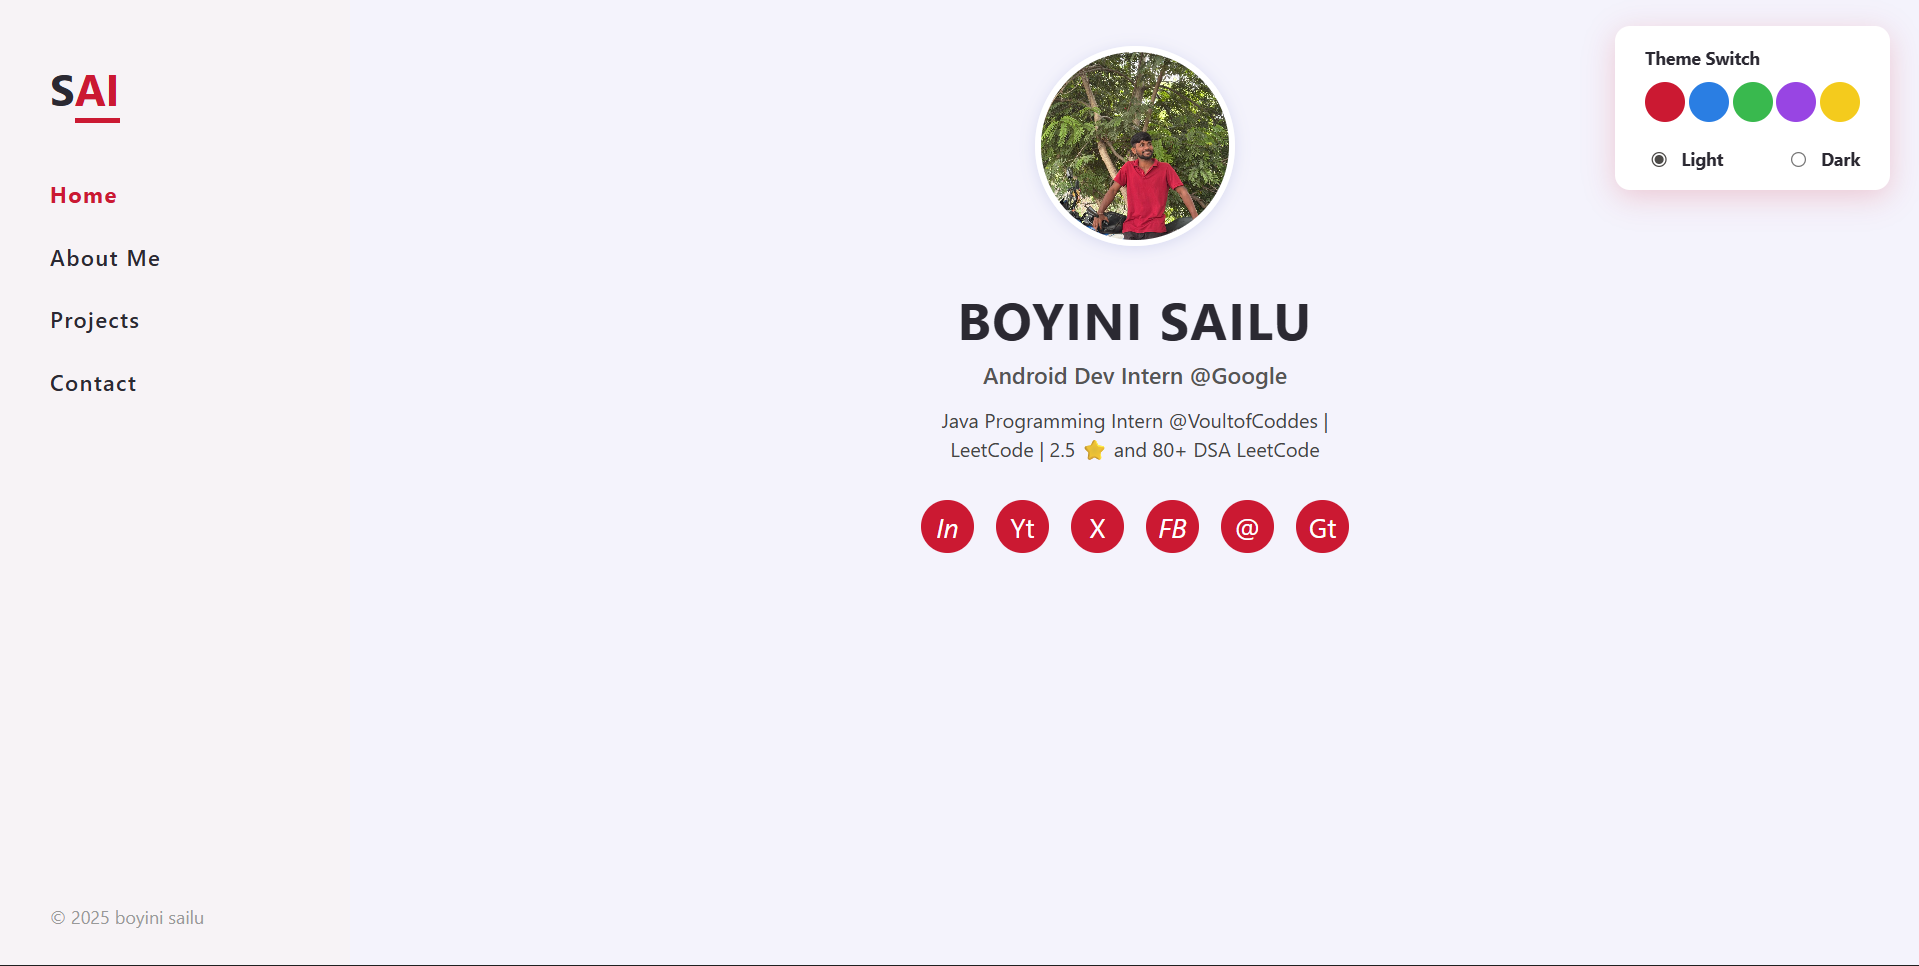 SAI
Home
About Me
Projects
Contact
© 2025 boyini sailu
BOYINI SAILU
Android Dev Intern @Google
Java Programming Intern @VoultofCoddes |
LeetCode | 2.5 ⭐ and 80+ DSA LeetCode
In Yt X FB @ Gt
Theme Switch
Light Dark